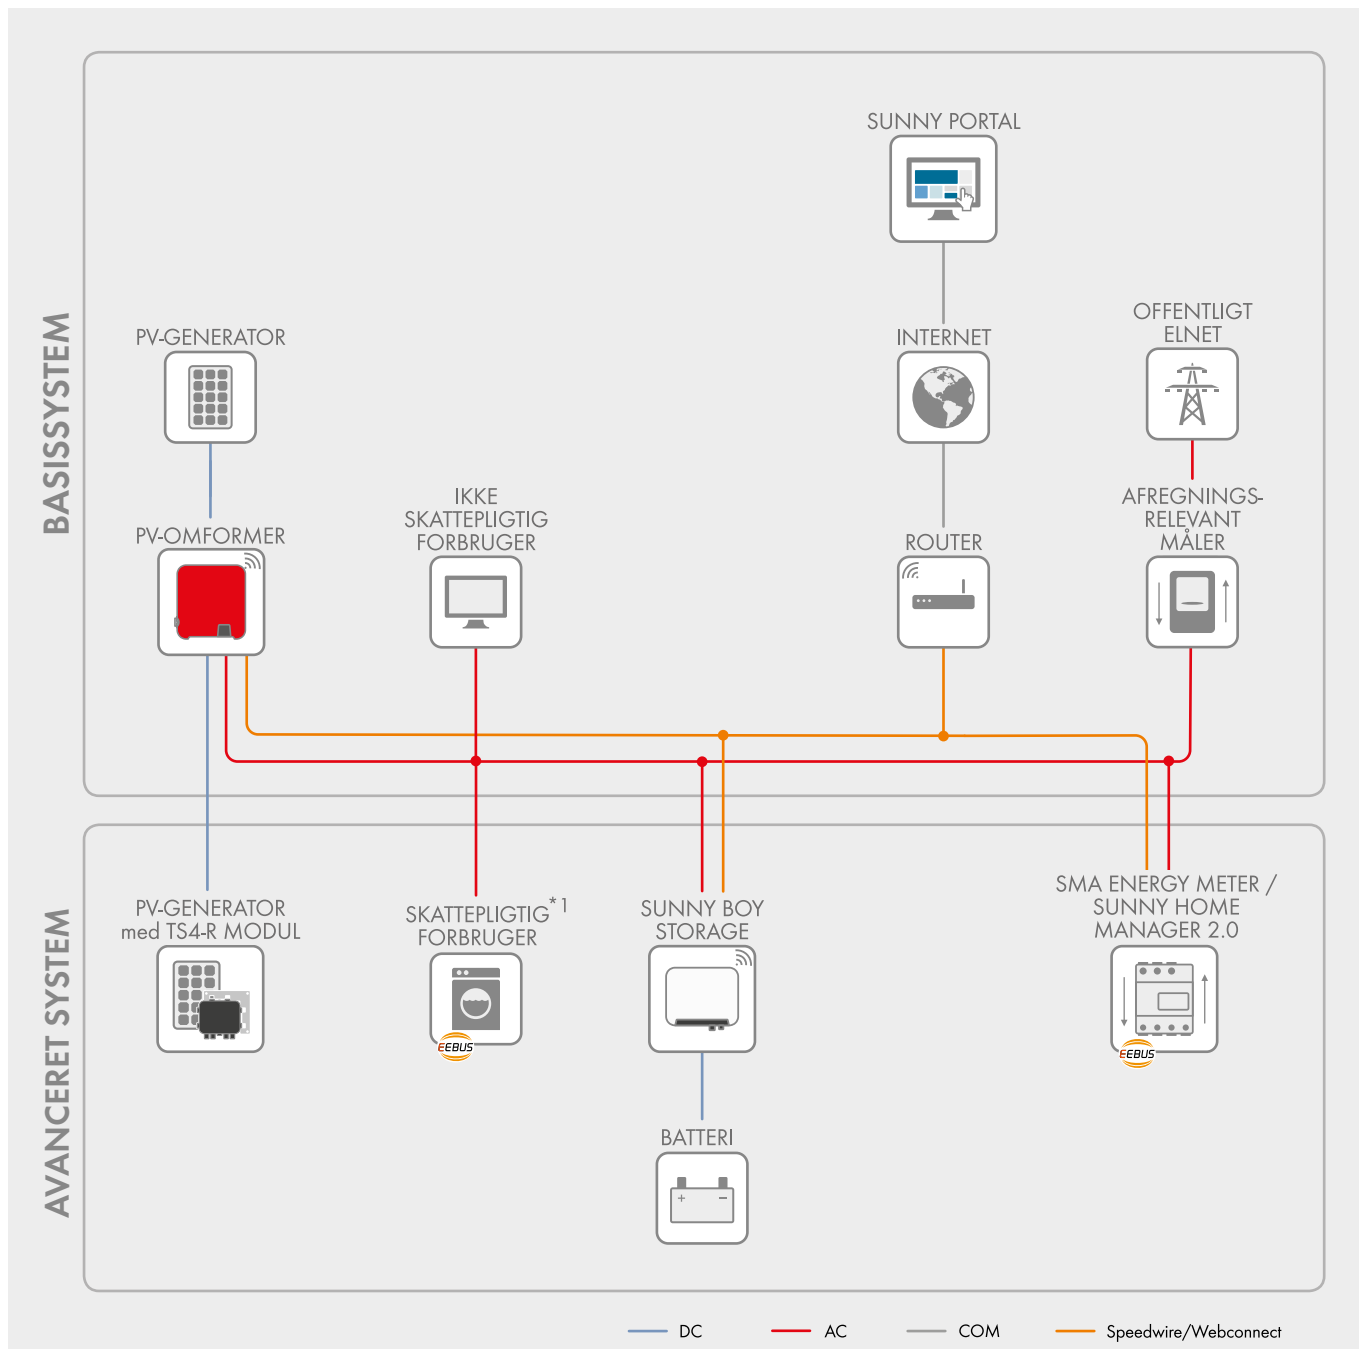 BASISSYSTEM
SUNNY PORTAL
PV-GENERATOR
INTERNET
OFFENTLIGT
ELNET
PV-OMFORMER
IKKE
SKATTEPLIGTIG
FORBRUGER
ROUTER
AFREGNINGS-
RELEVANT
MÅLER
AVANCERET SYSTEM
PV-GENERATOR
med TS4-R MODUL
SKATTEPLIGTIG*1
FORBRUGER
EEBUS
SUNNY BOY
STORAGE
SMA ENERGY METER /
SUNNY HOME
MANAGER 2.0
EEBUS
BATTERI
+ −
DC
AC
COM
Speedwire/Webconnect